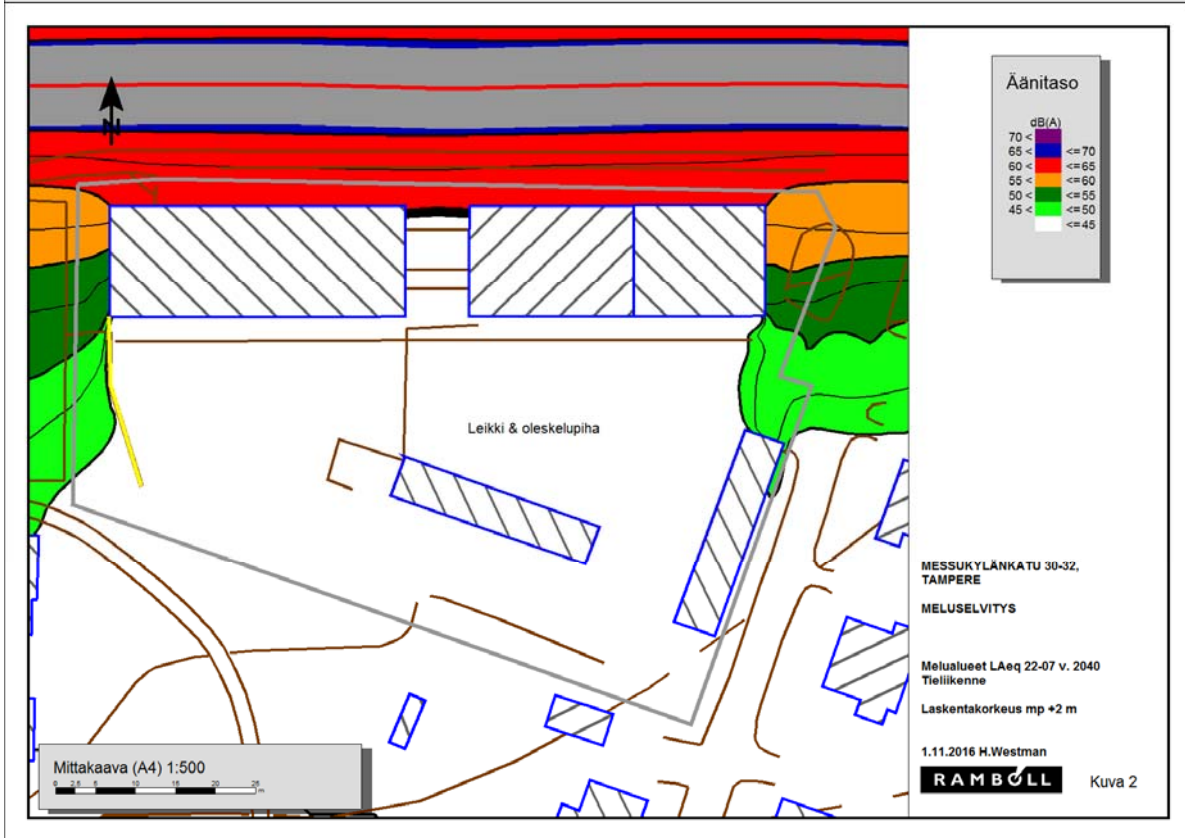 Äänitaso
dB(A)
70 <
65 < <= 70
60 < <= 65
55 < <= 60
50 < <= 55
45 < <= 50
<= 45
N
Leikki & oleskelupiha
MESSUKYLÄNKATU 30-32,
TAMPERE
MELUSELVITYS
Melualueet LAeq 22-07 v. 2040
Tieliikenne
Laskentakorkeus mp +2 m
1.11.2016 H.Westman
RAMBOLL Kuva 2
Mittakaava (A4) 1:500
0 2,5 5 10 15 20 25
m